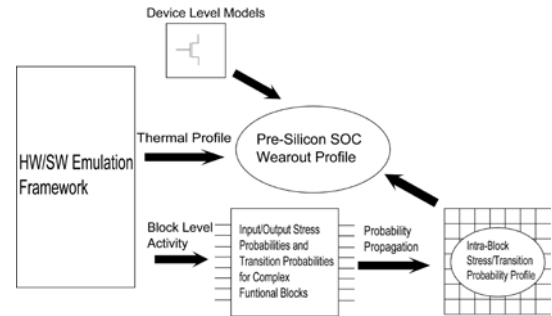 Device Level Models
HW/SW Emulation
Framework
Thermal Profile
Pre-Silicon SOC
Wearout Profile
Block Level
Activity
Input/Output Stress
Probabilities and
Transition Probabilities
for Complex
Funtional Blocks
Probability
Propagation
Intra-Block
Stress/Transition
Probability Profile